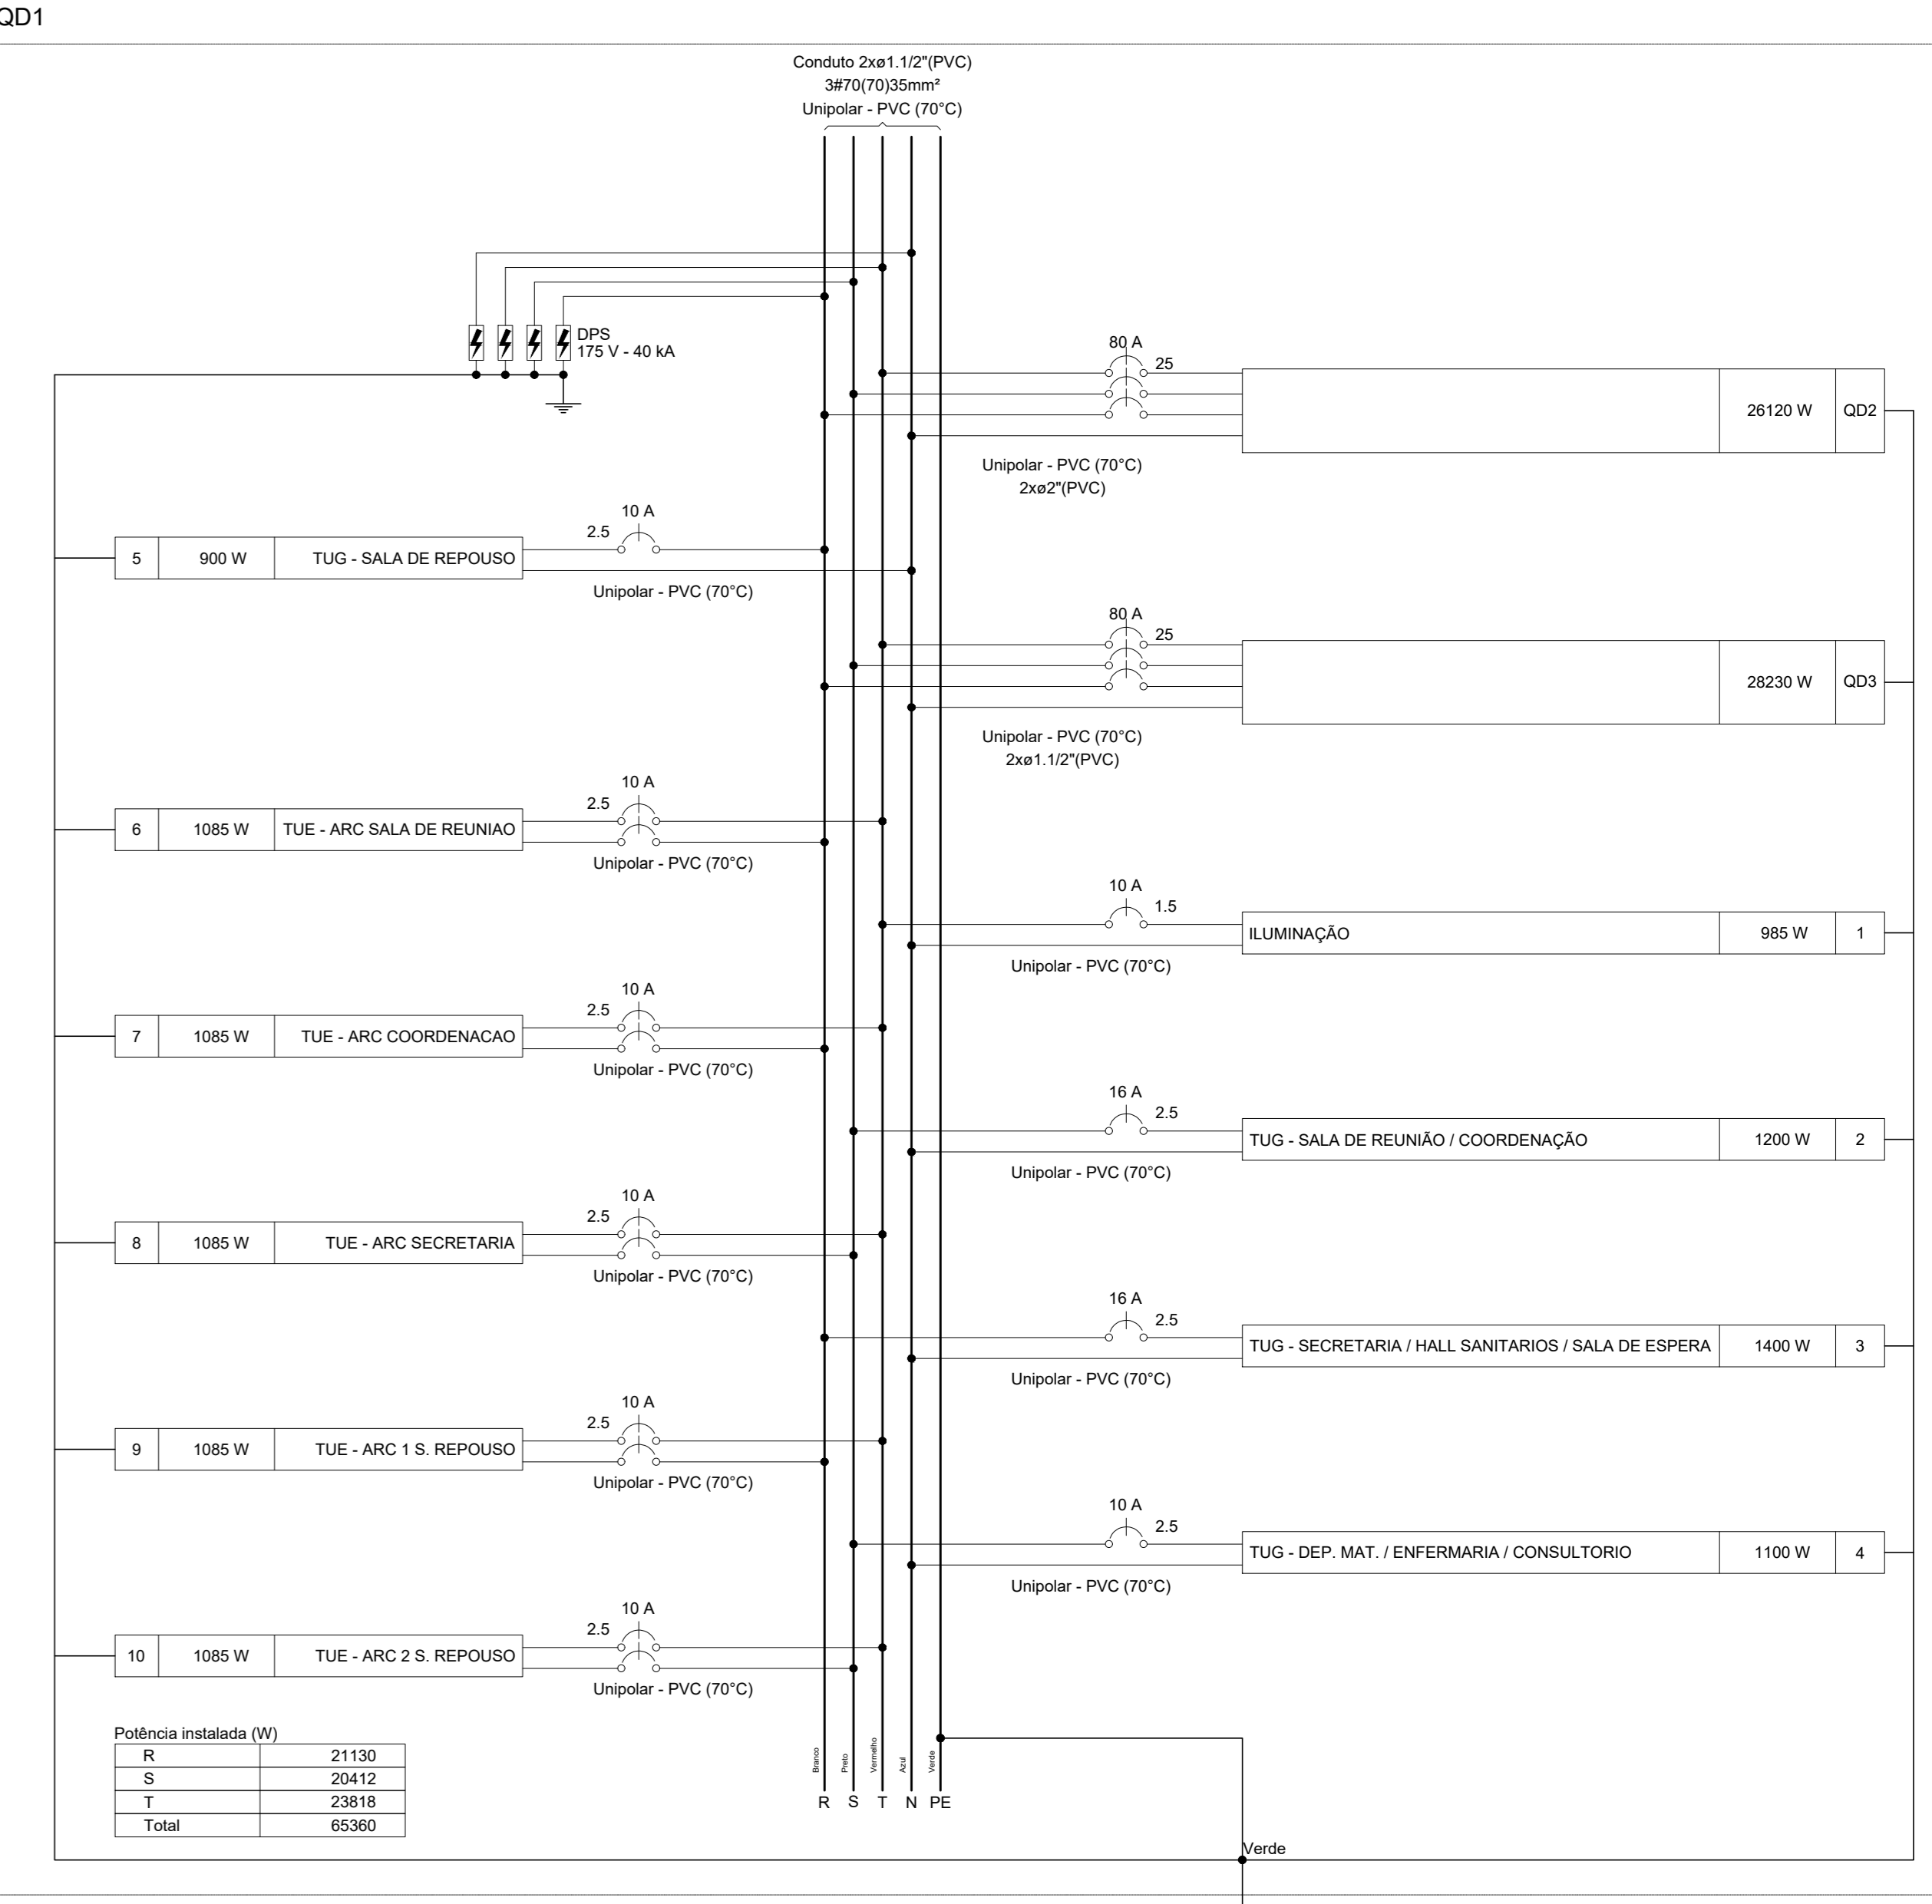 QD1
Conduto 2xø1.1/2"(PVC)
3#70(70)35mm²
Unipolar - PVC (70°C)
DPS
175 V - 40 kA
80 A
25
26120 W
QD2
Unipolar - PVC (70°C)
2xø2"(PVC)
10 A
2.5
5
900 W
TUG - SALA DE REPOUSO
Unipolar - PVC (70°C)
80 A
25
28230 W
QD3
Unipolar - PVC (70°C)
2xø1.1/2"(PVC)
10 A
2.5
6
1085 W
TUE - ARC SALA DE REUNIAO
Unipolar - PVC (70°C)
10 A
1.5
ILUMINAÇÃO
985 W
1
Unipolar - PVC (70°C)
10 A
2.5
7
1085 W
TUE - ARC COORDENACAO
Unipolar - PVC (70°C)
16 A
2.5
TUG - SALA DE REUNIÃO / COORDENAÇÃO
1200 W
2
Unipolar - PVC (70°C)
10 A
2.5
8
1085 W
TUE - ARC SECRETARIA
Unipolar - PVC (70°C)
16 A
2.5
TUG - SECRETARIA / HALL SANITARIOS / SALA DE ESPERA
1400 W
3
Unipolar - PVC (70°C)
10 A
2.5
9
1085 W
TUE - ARC 1 S. REPOUSO
Unipolar - PVC (70°C)
10 A
2.5
TUG - DEP. MAT. / ENFERMARIA / CONSULTORIO
1100 W
4
Unipolar - PVC (70°C)
10 A
2.5
10
1085 W
TUE - ARC 2 S. REPOUSO
Unipolar - PVC (70°C)
Potência instalada (W)
R 21130
S 20412
T 23818
Total 65360
Branco
Preto
Vermelho
Azul
Verde
R S T N PE
Verde